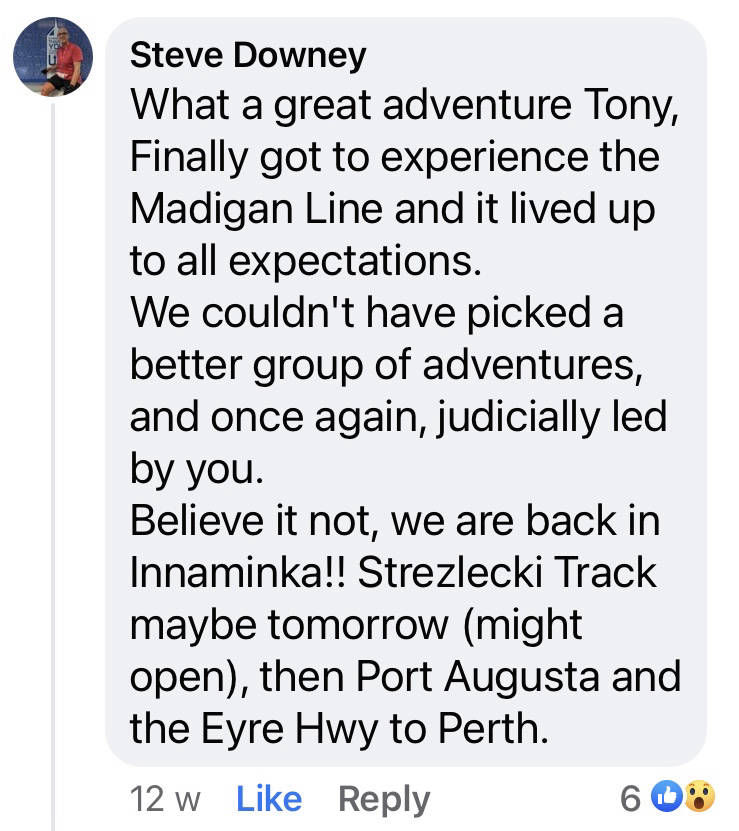 Steve Downey
What a great adventure Tony,
Finally got to experience the
Madigan Line and it lived up
to all expectations.
We couldn't have picked a
better group of adventures,
and once again, judicially led
by you.
Believe it not, we are back in
Innaminka!! Strezlecki Track
maybe tomorrow (might
open), then Port Augusta and
the Eyre Hwy to Perth.
12 w Like Reply 6